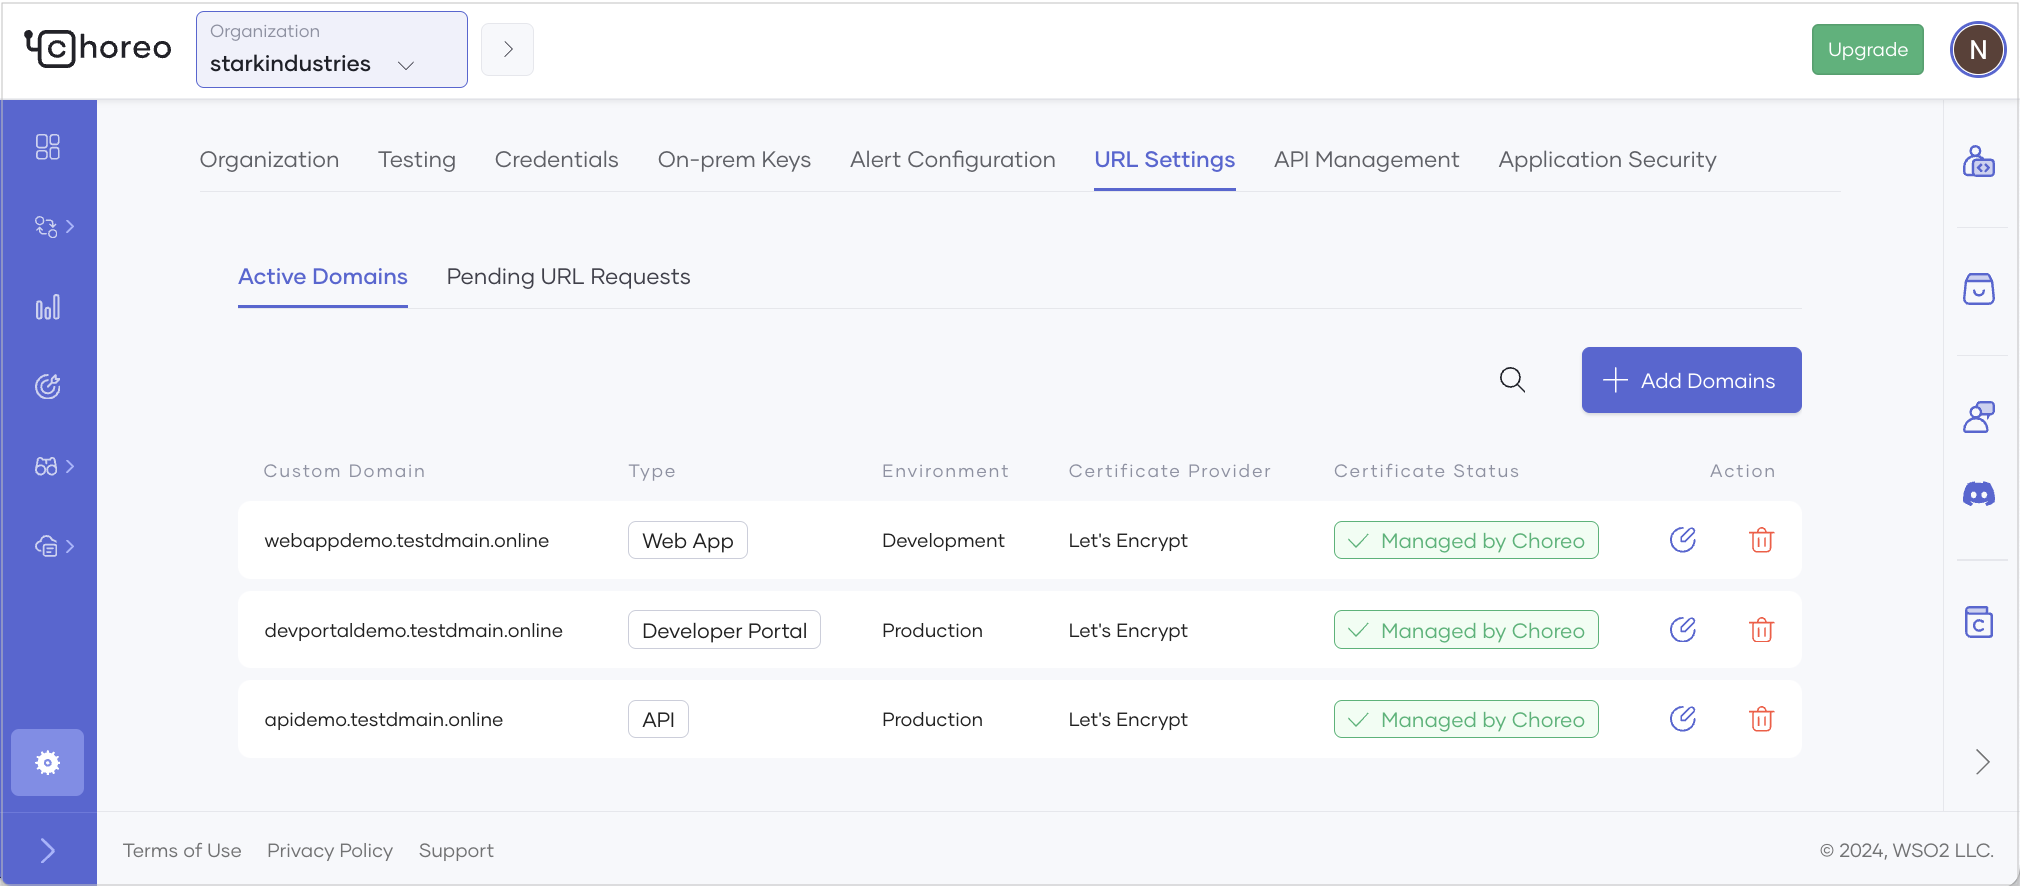 Choreo
Organization
starkindustries
Upgrade
N
Organization Testing Credentials On-prem Keys Alert Configuration URL Settings API Management Application Security
Active Domains Pending URL Requests
Add Domains
Custom Domain Type Environment Certificate Provider Certificate Status Action
webappdemo.testdmain.online Web App Development Let's Encrypt Managed by Choreo
devportaldemo.testdmain.online Developer Portal Production Let's Encrypt Managed by Choreo
apidemo.testdmain.online API Production Let's Encrypt Managed by Choreo
C
Terms of Use Privacy Policy Support © 2024, WSO2 LLC.